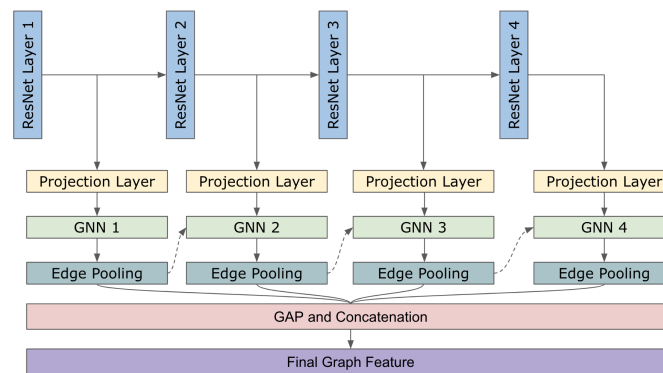 ResNet Layer 1
ResNet Layer 2
ResNet Layer 3
ResNet Layer 4
Projection Layer
Projection Layer
Projection Layer
Projection Layer
GNN 1
GNN 2
GNN 3
GNN 4
Edge Pooling
Edge Pooling
Edge Pooling
Edge Pooling
GAP and Concatenation
Final Graph Feature